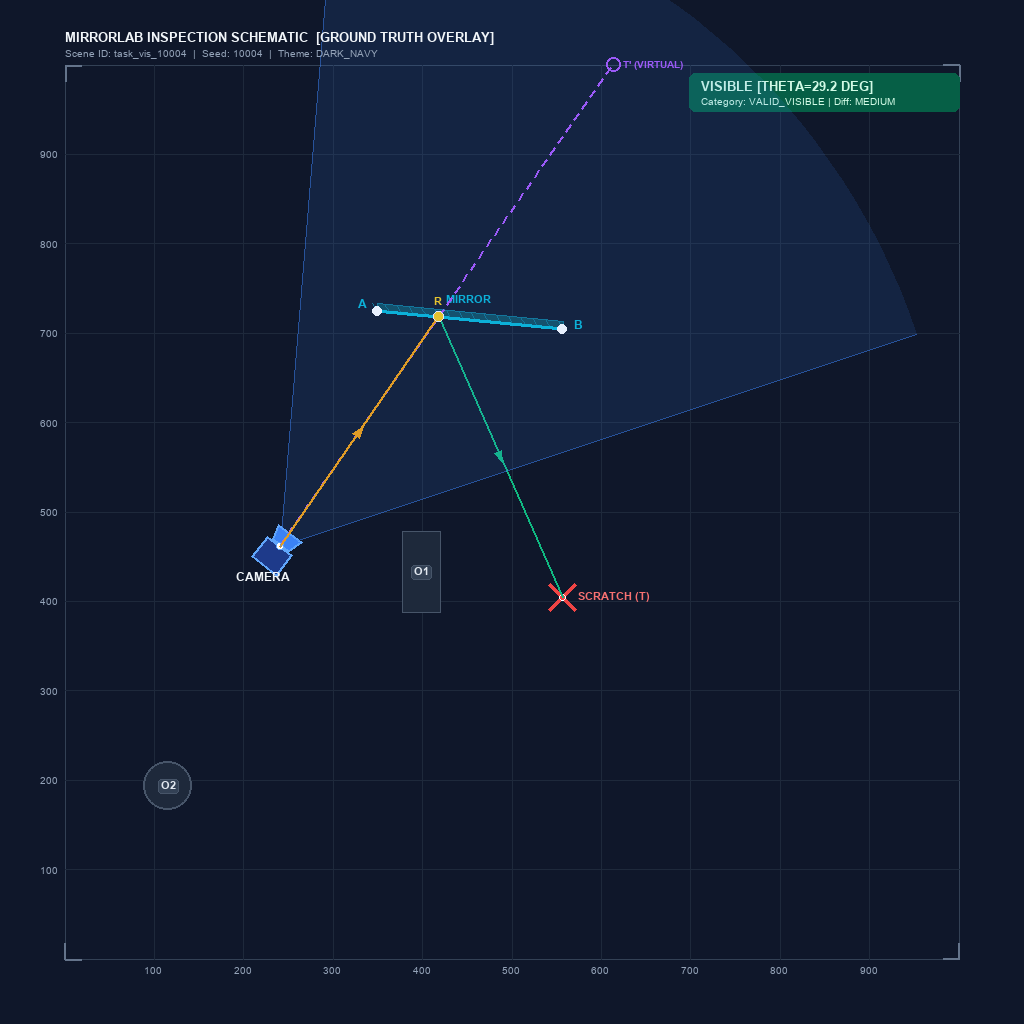 MIRRORLAB INSPECTION SCHEMATIC [GROUND TRUTH OVERLAY]
Scene ID: task_vis_10004 | Seed: 10004 | Theme: DARK_NAVY
T' (VIRTUAL)
VISIBLE [THETA=29.2 DEG]
Category: VALID_VISIBLE | Diff: MEDIUM
900
800
A
R
MIRROR
B
700
600
500
CAMERA
O1
SCRATCH (T)
400
300
200
O2
100
100 200 300 400 500 600 700 800 900